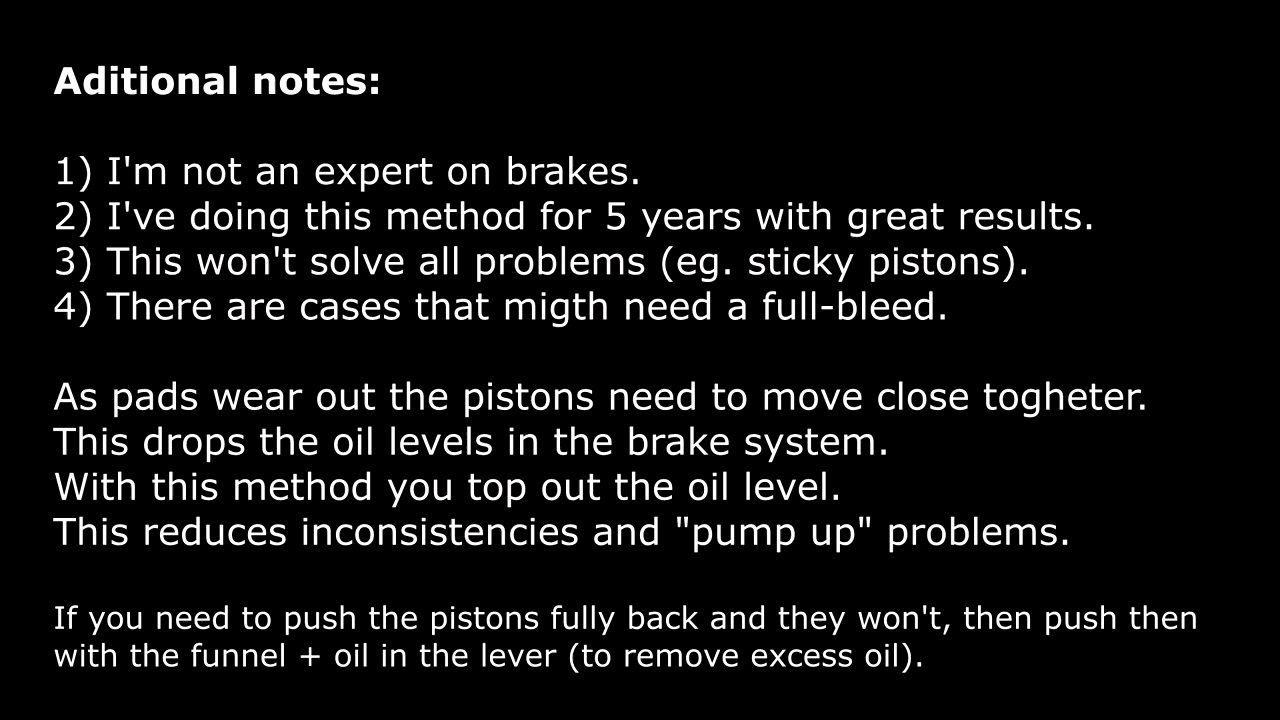 Aditional notes:
1) I'm not an expert on brakes.
2) I've doing this method for 5 years with great results.
3) This won't solve all problems (eg. sticky pistons).
4) There are cases that migth need a full-bleed.
As pads wear out the pistons need to move close togheter.
This drops the oil levels in the brake system.
With this method you top out the oil level.
This reduces inconsistencies and "pump up" problems.
If you need to push the pistons fully back and they won't, then push then
with the funnel + oil in the lever (to remove excess oil).